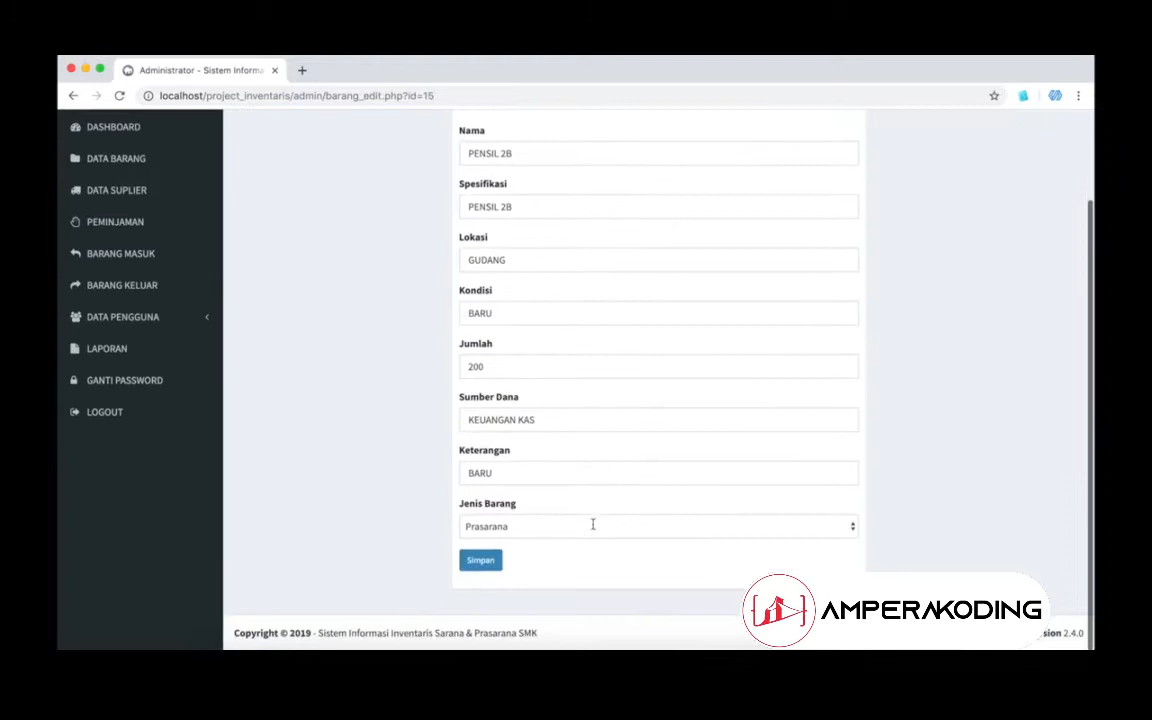 Administrator - Sistem Informa
localhost/project_inventaris/admin/barang_edit.php?id=15
DASHBOARD
DATA BARANG
DATA SUPLIER
PEMINJAMAN
BARANG MASUK
BARANG KELUAR
DATA PENGGUNA
LAPORAN
GANTI PASSWORD
LOGOUT
Nama
PENSIL 2B
Spesifikasi
PENSIL 2B
Lokasi
GUDANG
Kondisi
BARU
Jumlah
200
Sumber Dana
KEUANGAN KAS
Keterangan
BARU
Jenis Barang
Prasarana
Simpan
AMPERAKODING
Copyright © 2019 - Sistem Informasi Inventaris Sarana & Prasarana SMK
sion 2.4.0